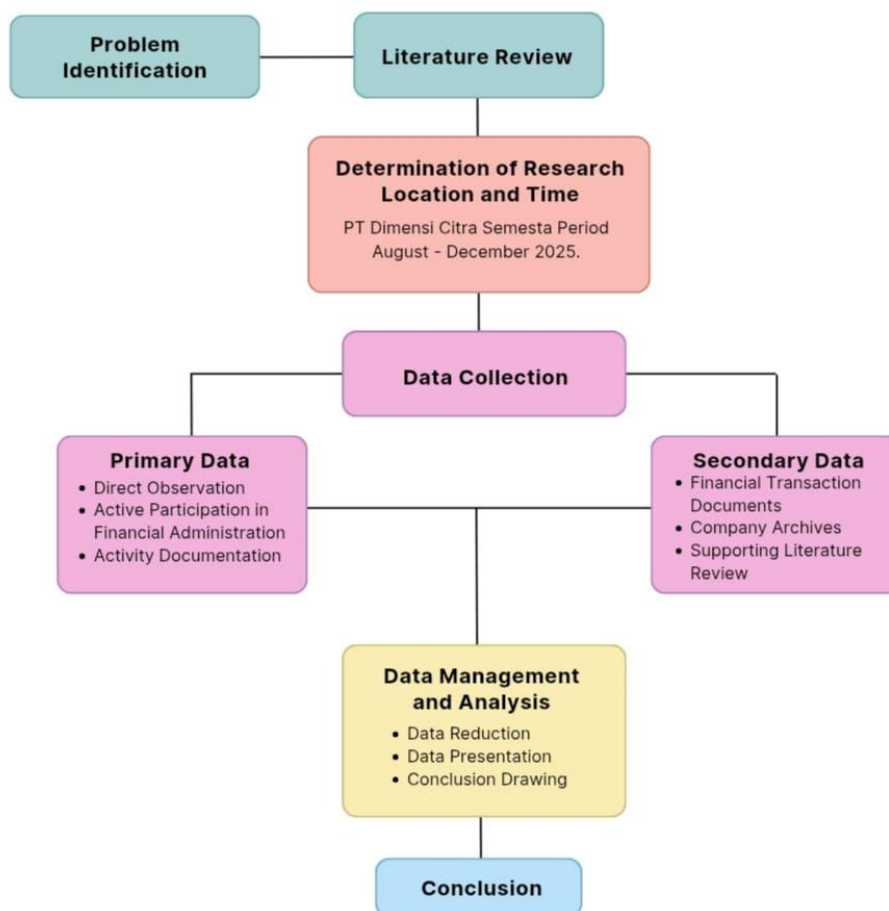 Problem
Identification
Literature Review
Determination of Research
Location and Time
PT Dimensi Citra Semesta Period
August - December 2025.
Data Collection
Primary Data
• Direct Observation
• Active Participation in
Financial Administration
• Activity Documentation
Secondary Data
• Financial Transaction
Documents
• Company Archives
• Supporting Literature
Review
Data Management
and Analysis
• Data Reduction
• Data Presentation
• Conclusion Drawing
Conclusion